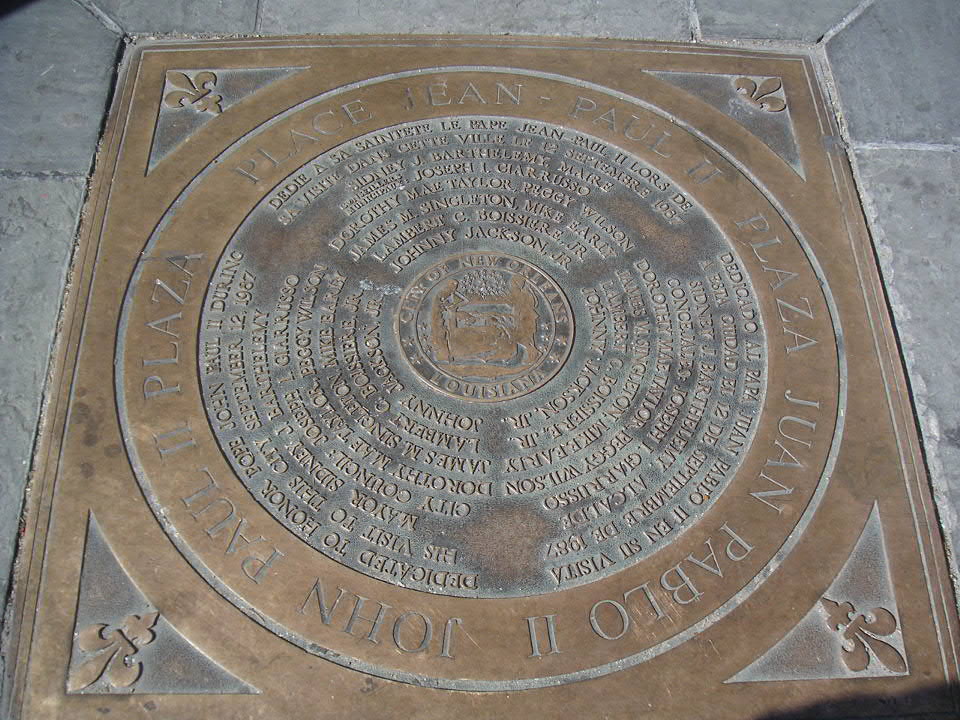 PLACE JEAN-PAUL II
DEDIE A SA SAINTETE LE PAPE JEAN-PAUL II LORS DE
SA VISITE DANS CETTE VILLE LE 12 SEPTEMBRE 1987
SIDNEY J. BARTHELEMY, MAIRE
JOSEPH I. GIARRUSSO
DOROTHY MAE TAYLOR, PEGGY WILSON
JAMES M. SINGLETON, MIKE EARLY
LAMBERT C. BOISSIERE, JR.
JOHNNY JACKSON, JR.
PLAZA JUAN PABLO II
DEDICADO AL PAPA JUAN PABLO II EN SU VISITA
A ESTA CIUDAD EL 12 DE SEPTIEMBRE DE 1987
SIDNEY J. BARTHELEMY, ALCALDE
CONCEJALES: JOSEPH I. GIARRUSSO
DOROTHY MAE TAYLOR, PEGGY WILSON
JAMES M. SINGLETON, MIKE EARLY
LAMBERT C. BOISSIERE, JR.
JOHNNY JACKSON, JR.
JOHN PAUL II PLAZA
DEDICATED TO HONOR POPE JOHN PAUL II DURING
HIS VISIT TO THIS CITY SEPTEMBER 12, 1987
MAYOR SIDNEY J. BARTHELEMY
CITY COUNCIL: JOSEPH I. GIARRUSSO
DOROTHY MAE TAYLOR, PEGGY WILSON
JAMES M. SINGLETON, MIKE EARLY
LAMBERT C. BOISSIERE, JR.
JOHNNY JACKSON, JR.
CITY OF NEW ORLEANS
LOUISIANA